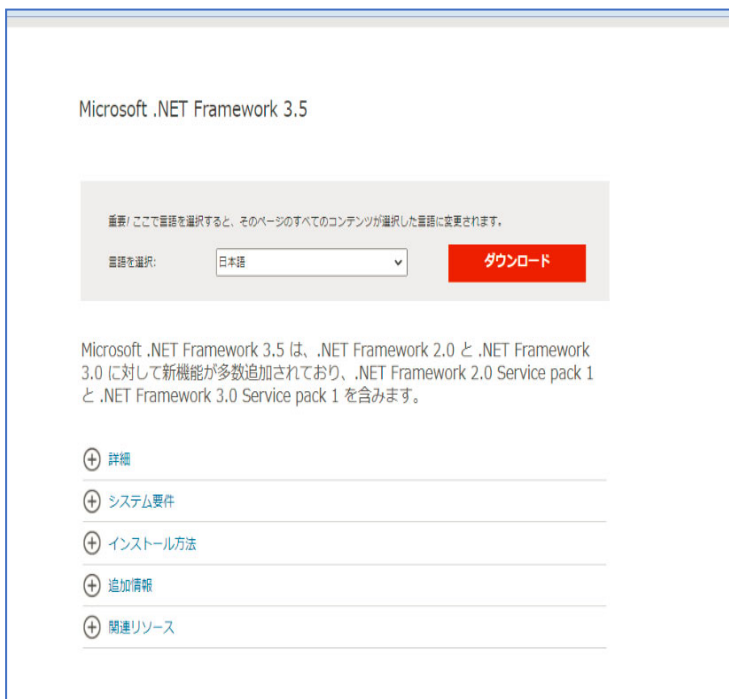 Microsoft .NET Framework 3.5
重要! ここで言語を選択すると、そのページのすべてのコンテンツが選択した言語に変更されます。
言語を選択:
日本語
ダウンロード
Microsoft .NET Framework 3.5 は、.NET Framework 2.0 と .NET Framework
3.0 に対して新機能が多数追加されており、.NET Framework 2.0 Service pack 1
と .NET Framework 3.0 Service pack 1 を含みます。
詳細
システム要件
インストール方法
追加情報
関連リソース